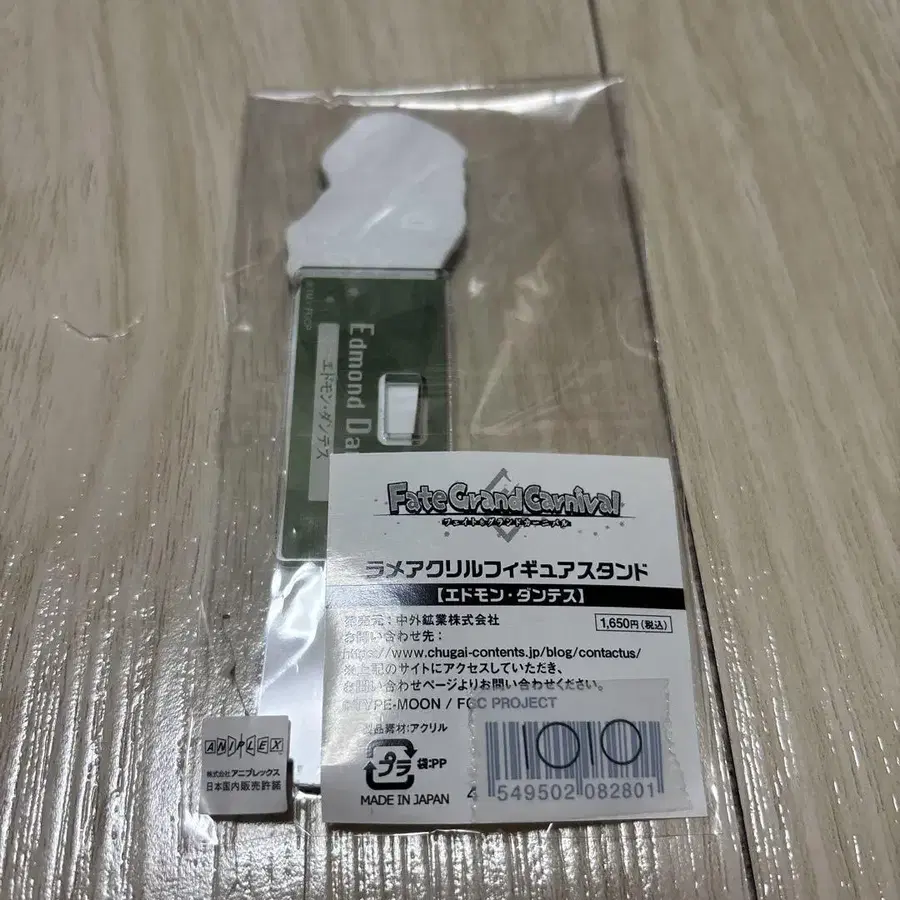 ©TM / FGCP
Edmond Da
エドモン・ダンテス
Fate Grand Carnival
フェイト/グランドカーニバル
ラメアクリルフィギュアスタンド
【エドモン・ダンテス】
発売元：中外鉱業株式会社
1,650円(税込)
お問い合わせ先：
https://www.chugai-contents.jp/blog/contactus/
※上記のサイトにアクセスしていただき、
お問い合わせページよりお問い合わせください。
©TYPE-MOON / FGC PROJECT
製品素材：アクリル
プラ
袋:PP
MADE IN JAPAN
1010
549502 082801
ANIPLEX
株式会社アニプレックス
日本国内販売許諾